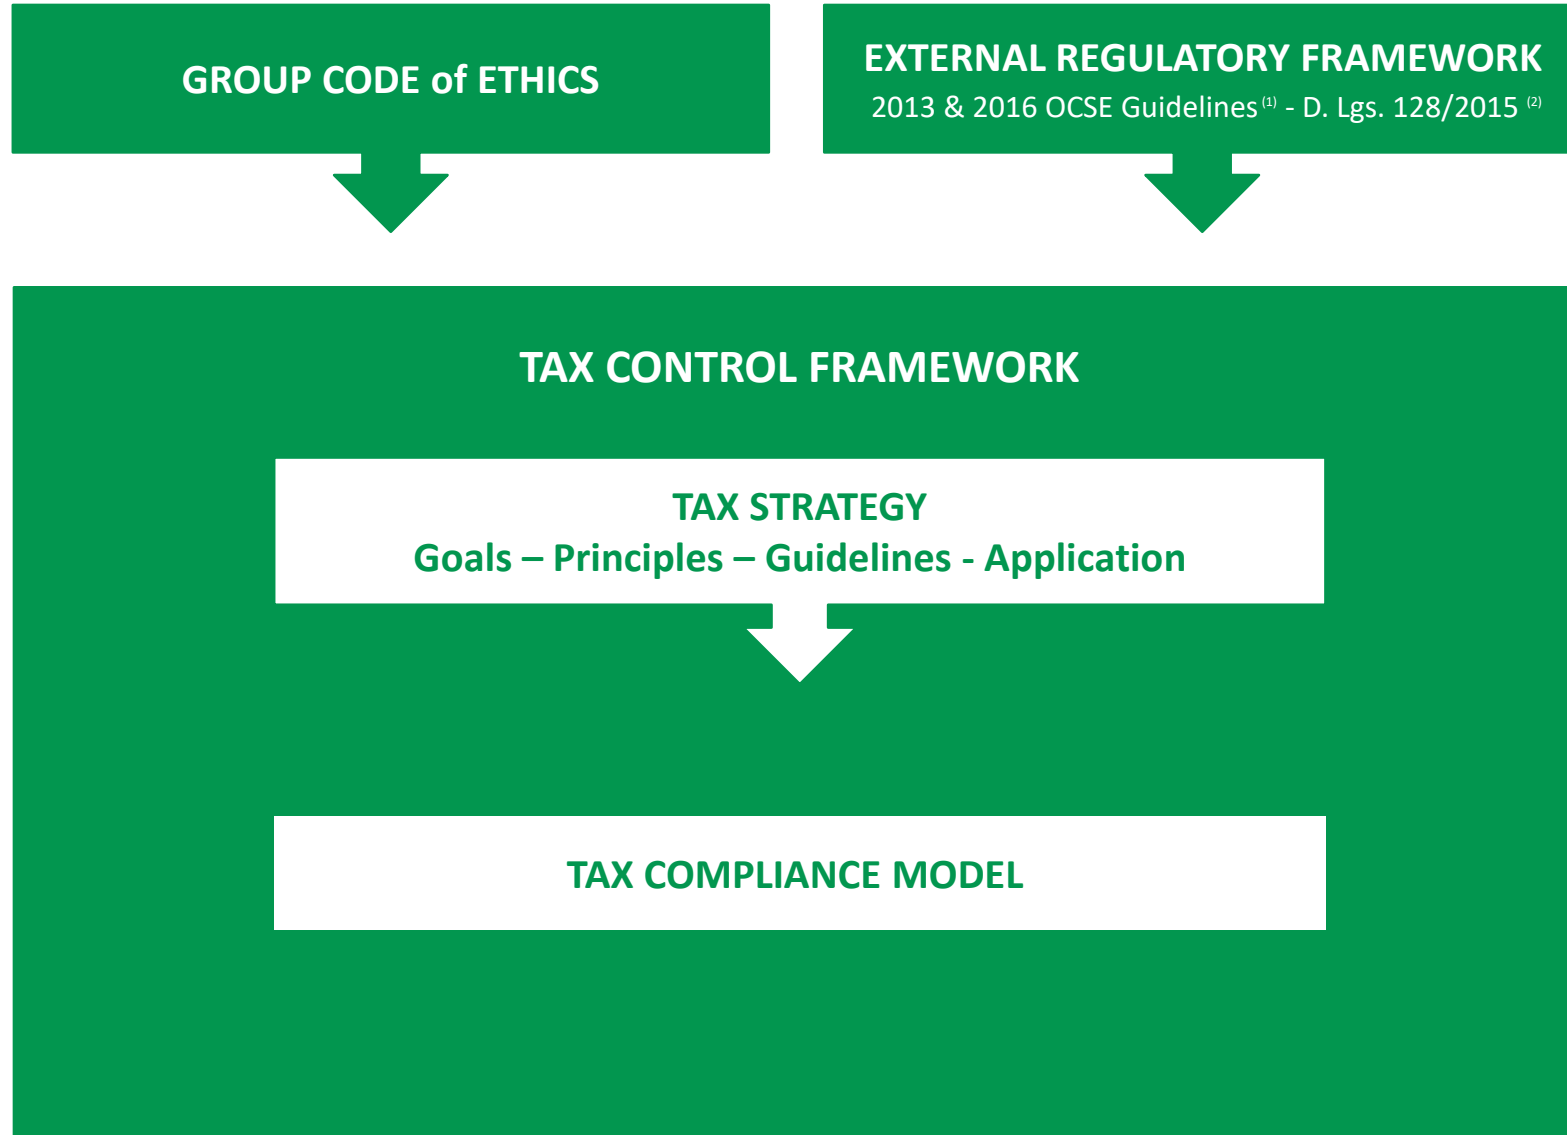 GROUP CODE of ETHICS
EXTERNAL REGULATORY FRAMEWORK
2013 & 2016 OCSE Guidelines (1) - D. Lgs. 128/2015 (2)
TAX CONTROL FRAMEWORK
TAX STRATEGY
Goals – Principles – Guidelines - Application
TAX COMPLIANCE MODEL